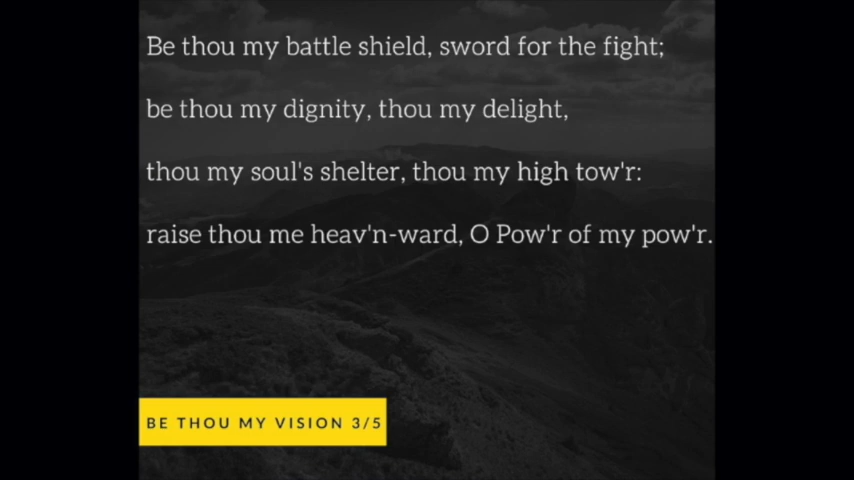 Be thou my battle shield, sword for the fight;
be thou my dignity, thou my delight,
thou my soul's shelter, thou my high tow'r:
raise thou me heav'n-ward, O Pow'r of my pow'r.
BE THOU MY VISION 3/5